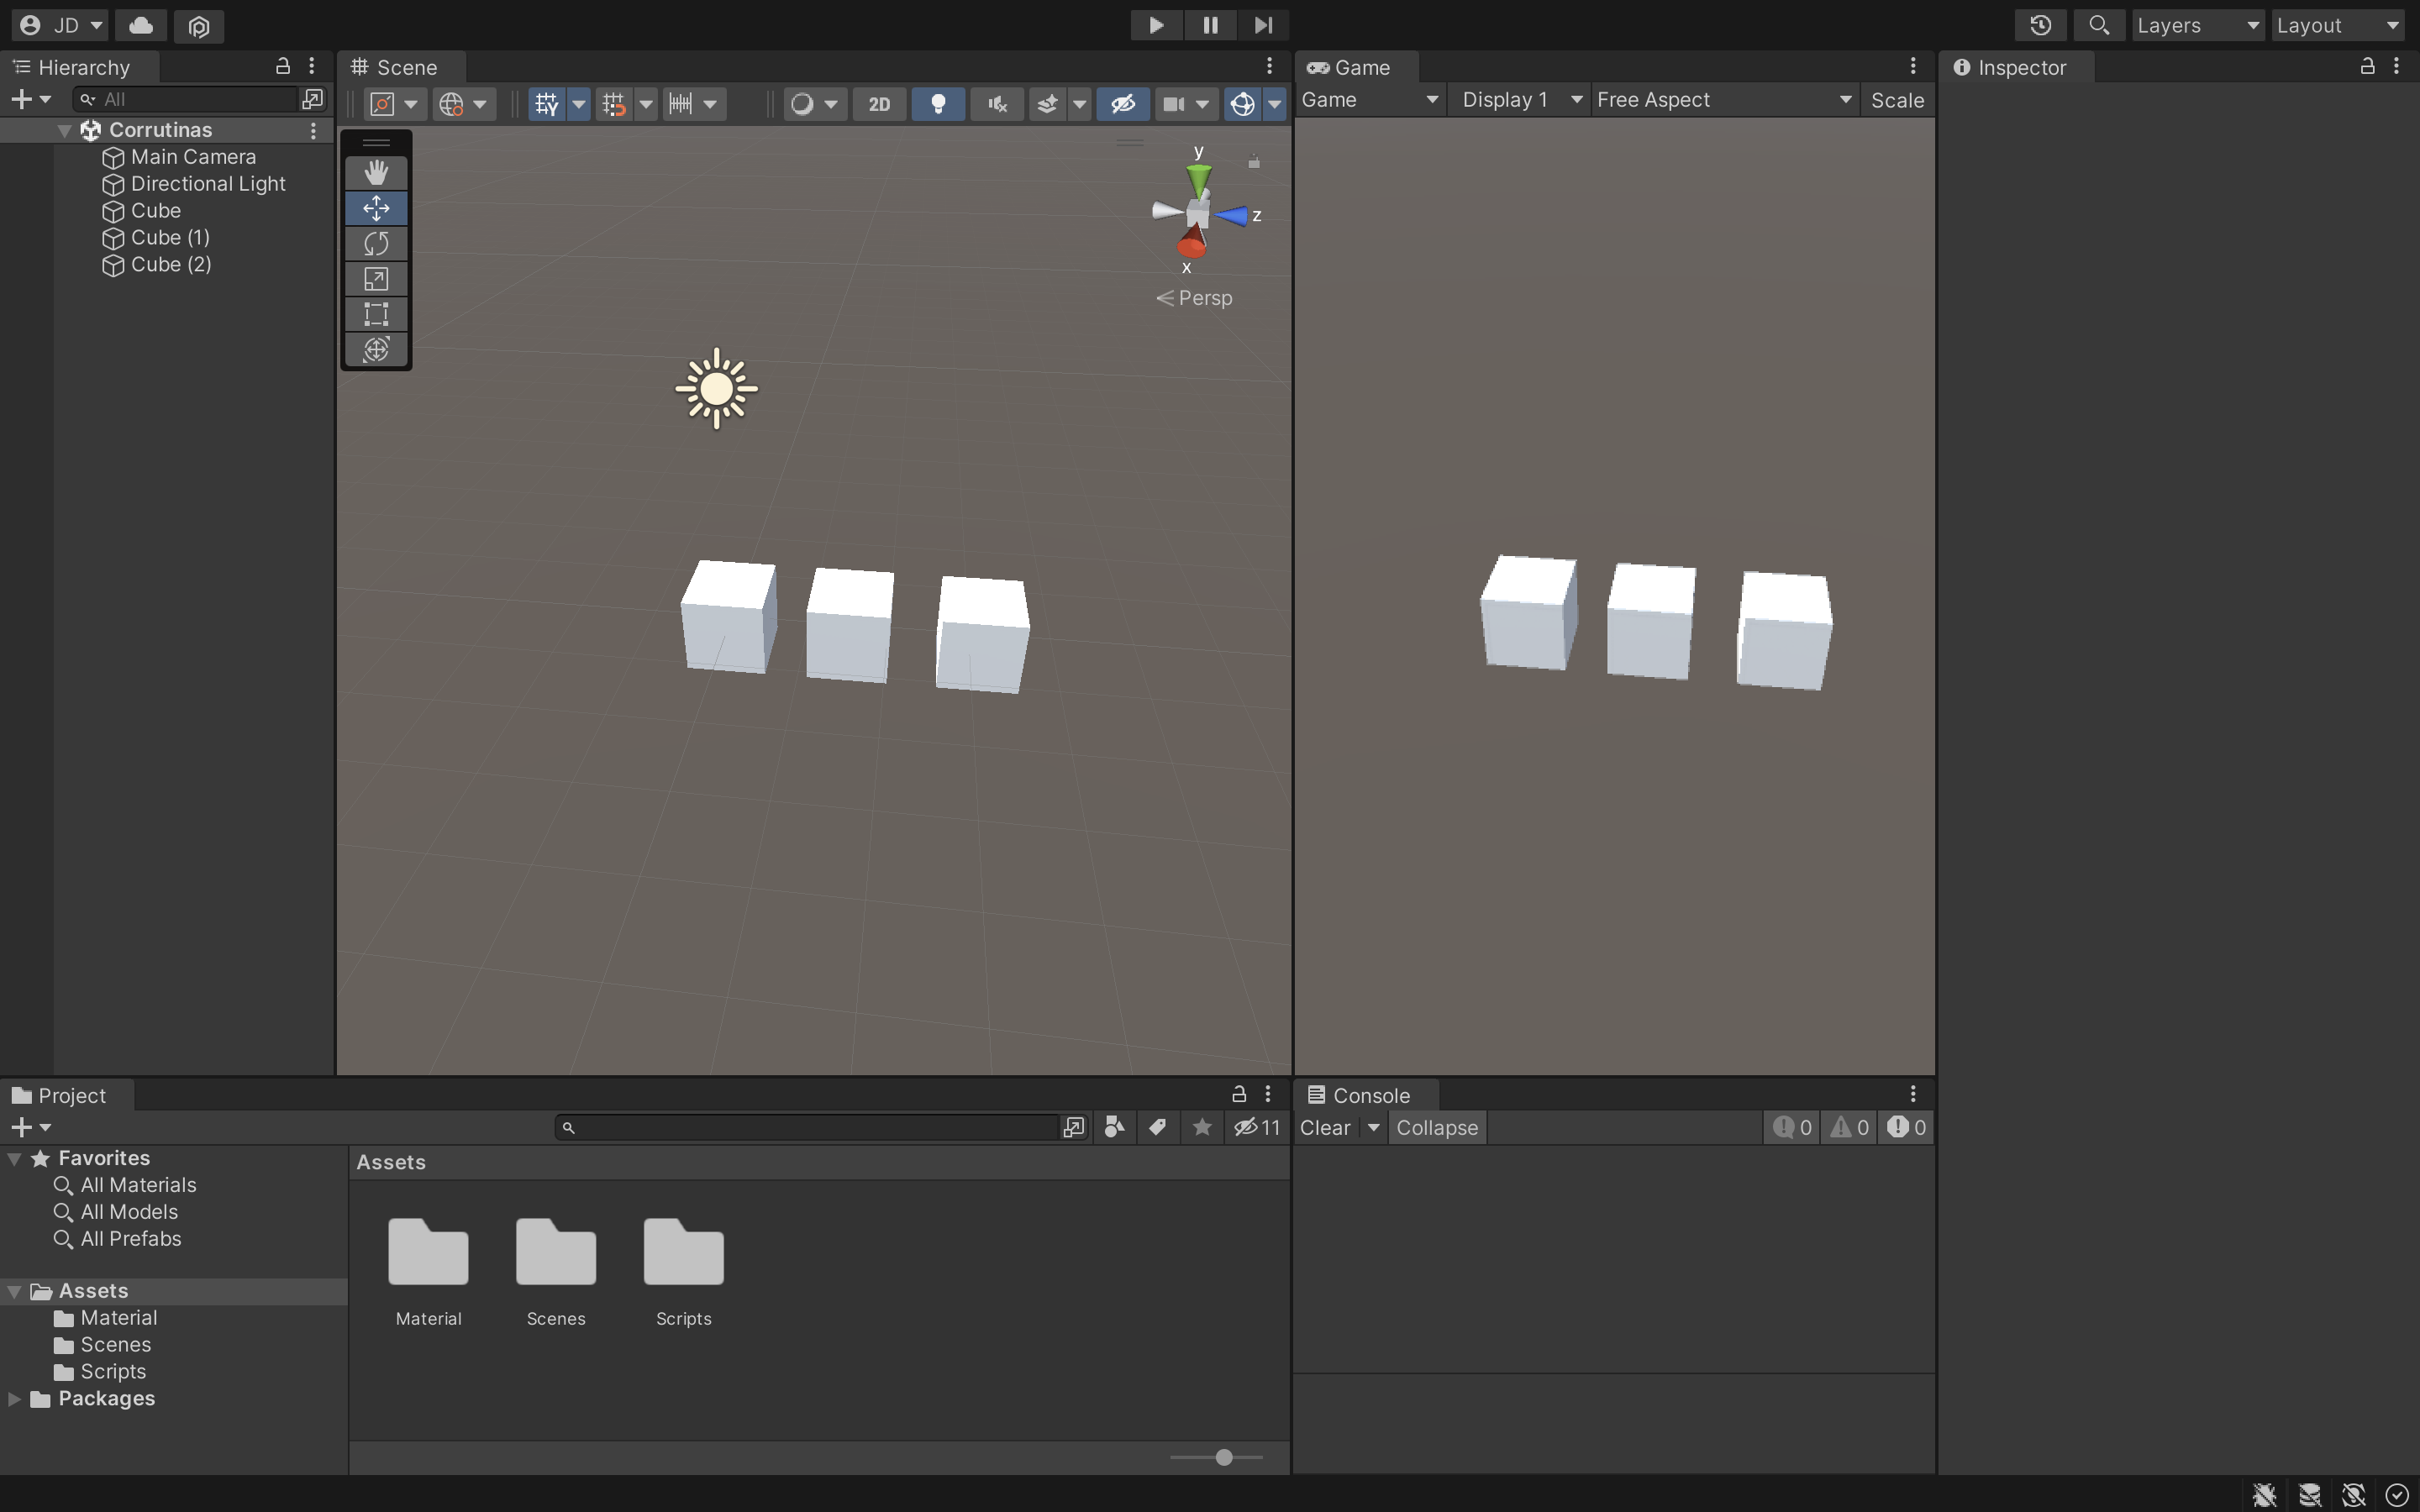 JD
Layers
Layout
Hierarchy
All
Corrutinas
Main Camera
Directional Light
Cube
Cube (1)
Cube (2)
Scene
2D
y
z
x
Persp
Game
Game
Display 1
Free Aspect
Scale
Inspector
Project
11
Favorites
All Materials
All Models
All Prefabs
Assets
Material
Scenes
Scripts
Packages
Assets
Material
Scenes
Scripts
Console
Clear
Collapse
0
0
0